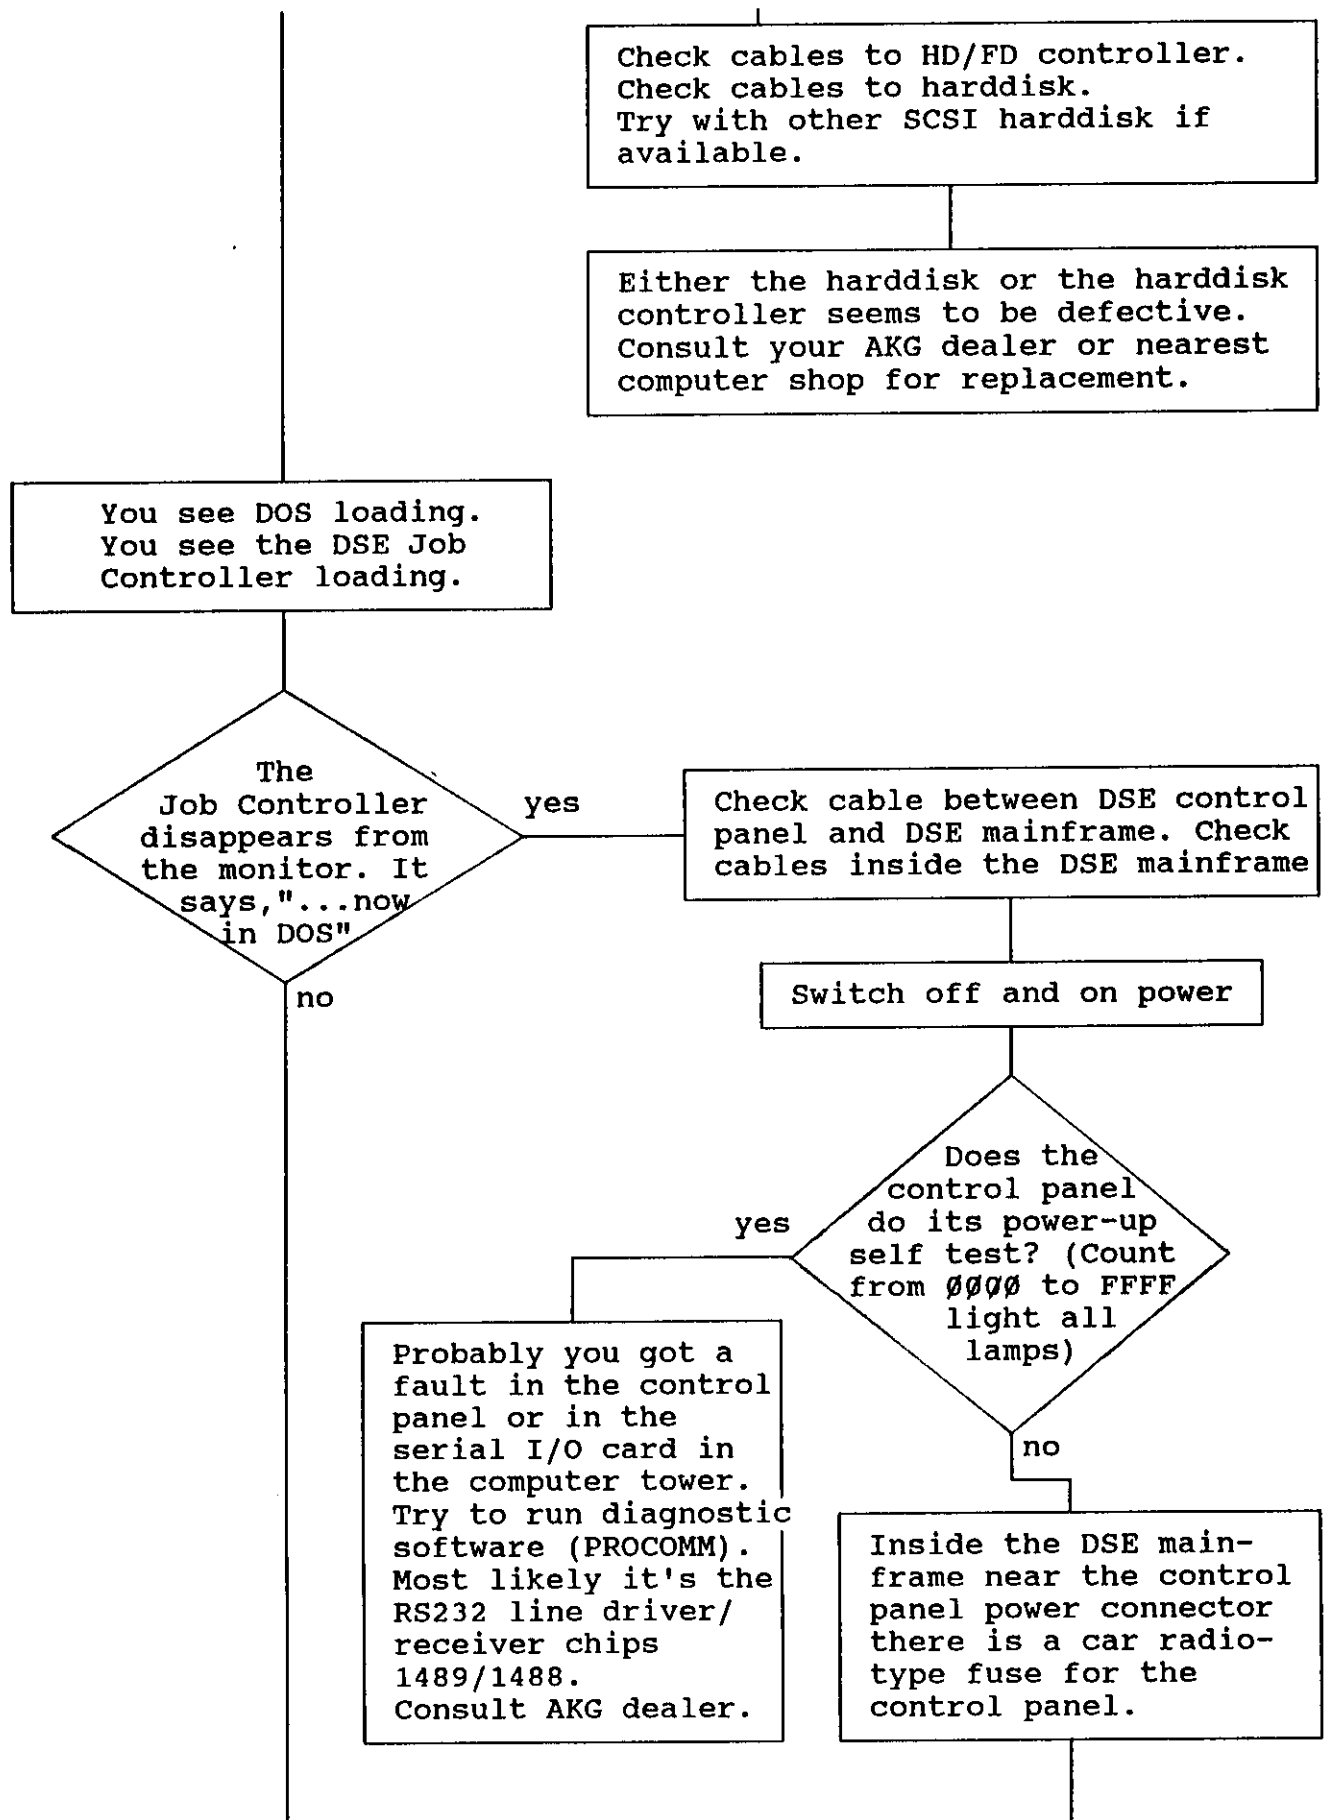 Check cables to HD/FD controller.
Check cables to harddisk.
Try with other SCSI harddisk if
available.
Either the harddisk or the harddisk
controller seems to be defective.
Consult your AKG dealer or nearest
computer shop for replacement.
You see DOS loading.
You see the DSE Job
Controller loading.
The
Job Controller
disappears from
the monitor. It
says,"...now
in DOS"
yes
no
Check cable between DSE control
panel and DSE mainframe. Check
cables inside the DSE mainframe
Switch off and on power
Does the
control panel
do its power-up
self test? (Count
from 0000 to FFFF
light all
lamps)
yes
no
Probably you got a
fault in the control
panel or in the
serial I/O card in
the computer tower.
Try to run diagnostic
software (PROCOMM).
Most likely it's the
RS232 line driver/
receiver chips
1489/1488.
Consult AKG dealer.
Inside the DSE main-
frame near the control
panel power connector
there is a car radio-
type fuse for the
control panel.